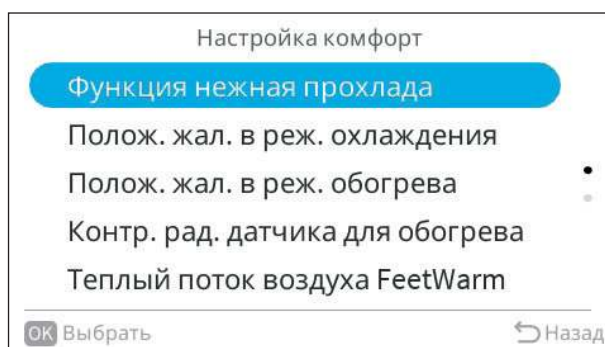 Настройка комфорт
Функция нежная прохлада
Полож. жал. в реж. охлаждения
Полож. жал. в реж. обогрева
Контр. рад. датчика для обогрева
Теплый поток воздуха FeetWarm
OK Выбрать Назад